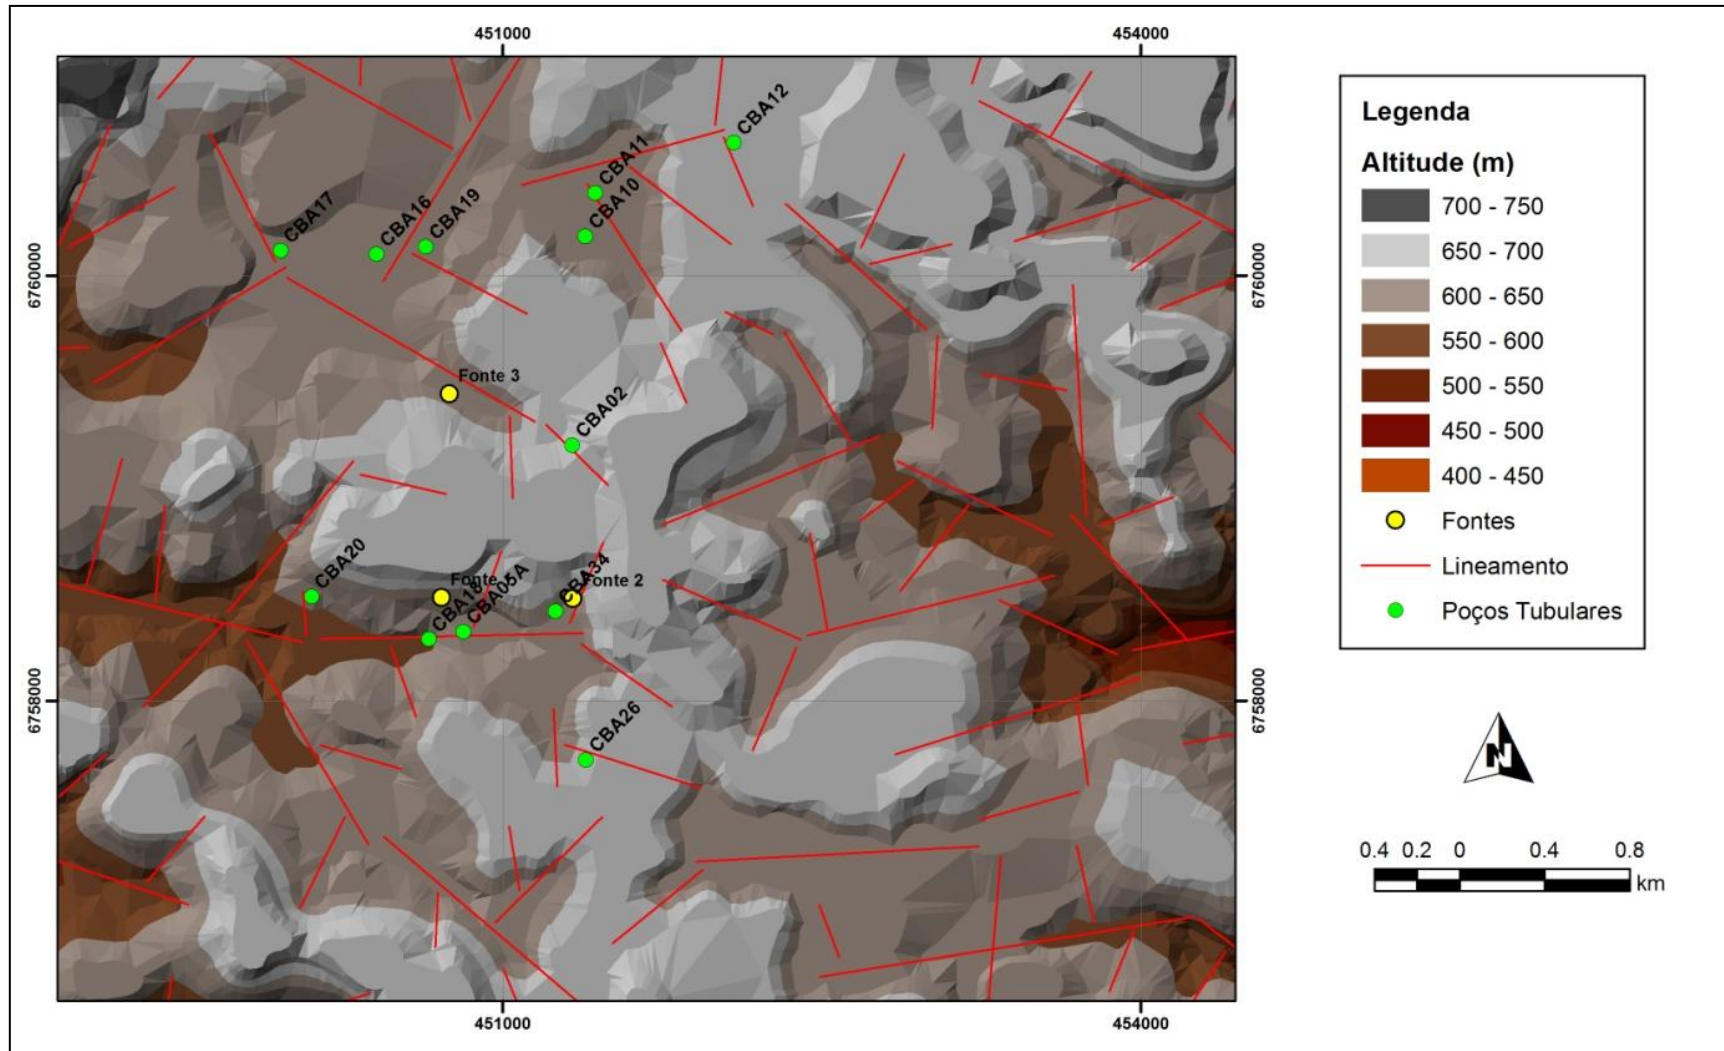 451000
454000
CBA12
CBA11
CBA10
CBA19
CBA16
CBA17
6760000
6760000
Fonte 3
CBA02
CBA20
Fonte
CBA34
Fonte 2
CBA05A
CBA18
6758000
6758000
CBA26
451000
454000
Legenda
Altitude (m)
700 - 750
650 - 700
600 - 650
550 - 600
500 - 550
450 - 500
400 - 450
Fontes
Lineamento
Poços Tubulares
N
0.4 0.2 0 0.4 0.8
km